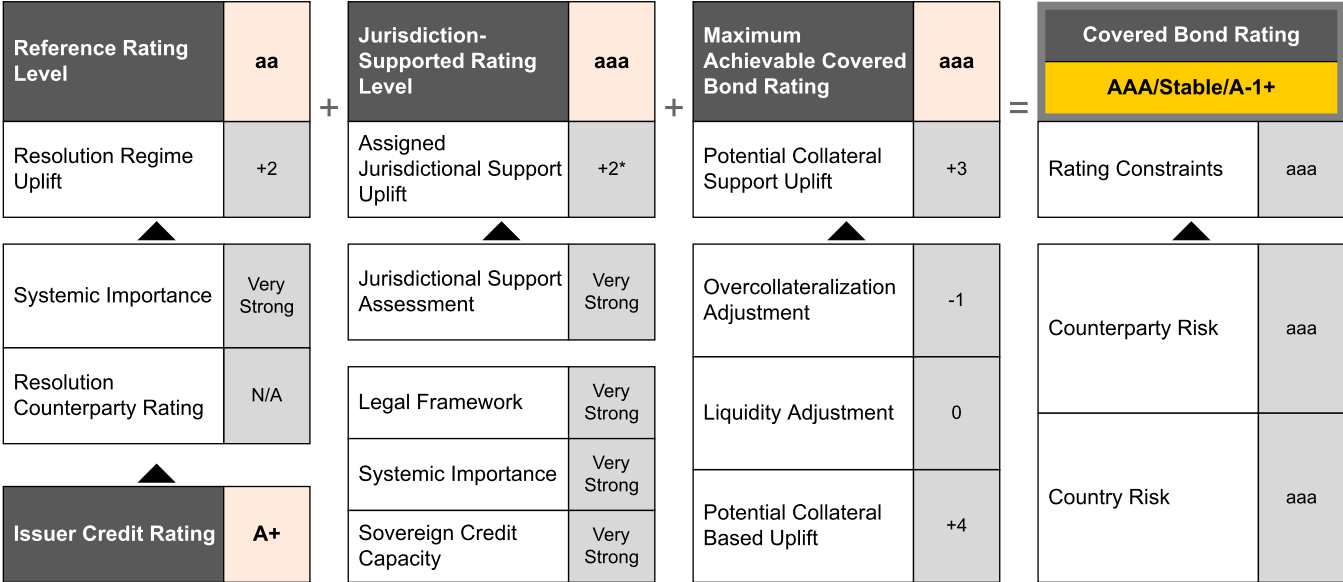 Reference Rating
Level
aa
Resolution Regime
Uplift
+2
Systemic Importance
Very
Strong
Resolution
Counterparty Rating
N/A
Issuer Credit Rating
A+
+
Jurisdiction-
Supported Rating
Level
aaa
Assigned
Jurisdictional Support
Uplift
+2*
Jurisdictional Support
Assessment
Very
Strong
Legal Framework
Very
Strong
Systemic Importance
Very
Strong
Sovereign Credit
Capacity
Very
Strong
+
Maximum
Achievable Covered
Bond Rating
aaa
Potential Collateral
Support Uplift
+3
Overcollateralization
Adjustment
-1
Liquidity Adjustment
0
Potential Collateral
Based Uplift
+4
=
Covered Bond Rating
AAA/Stable/A-1+
Rating Constraints
aaa
Counterparty Risk
aaa
Country Risk
aaa